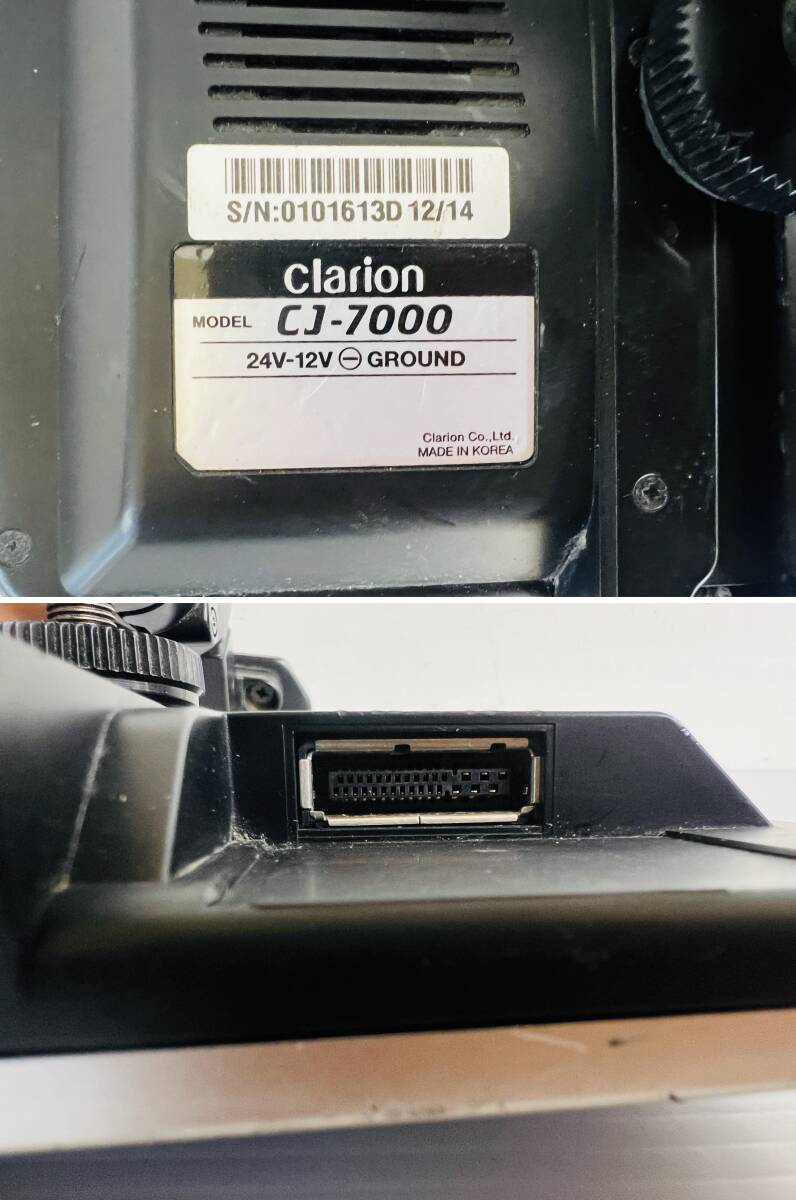 S/N:0101613D 12/14
clarion
MODEL CJ-7000
24V-12V ⊖ GROUND
Clarion Co.,Ltd.
MADE IN KOREA